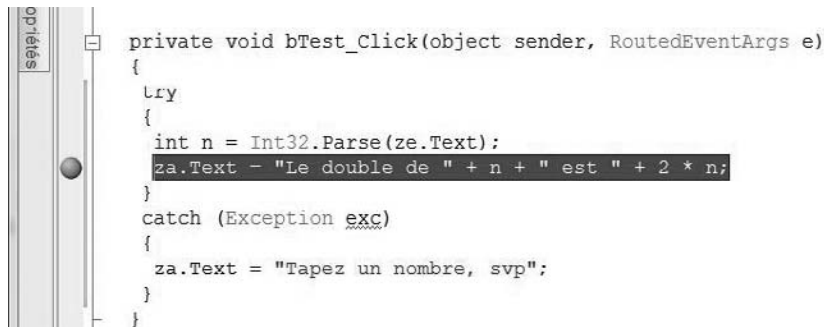 opriétés
private void bTest_Click(object sender, RoutedEventArgs e)
{
try
{
int n = Int32.Parse(ze.Text);
za.Text = "Le double de " + n + " est " + 2 * n;
}
catch (Exception exc)
{
za.Text = "Tapez un nombre, svp";
}
}